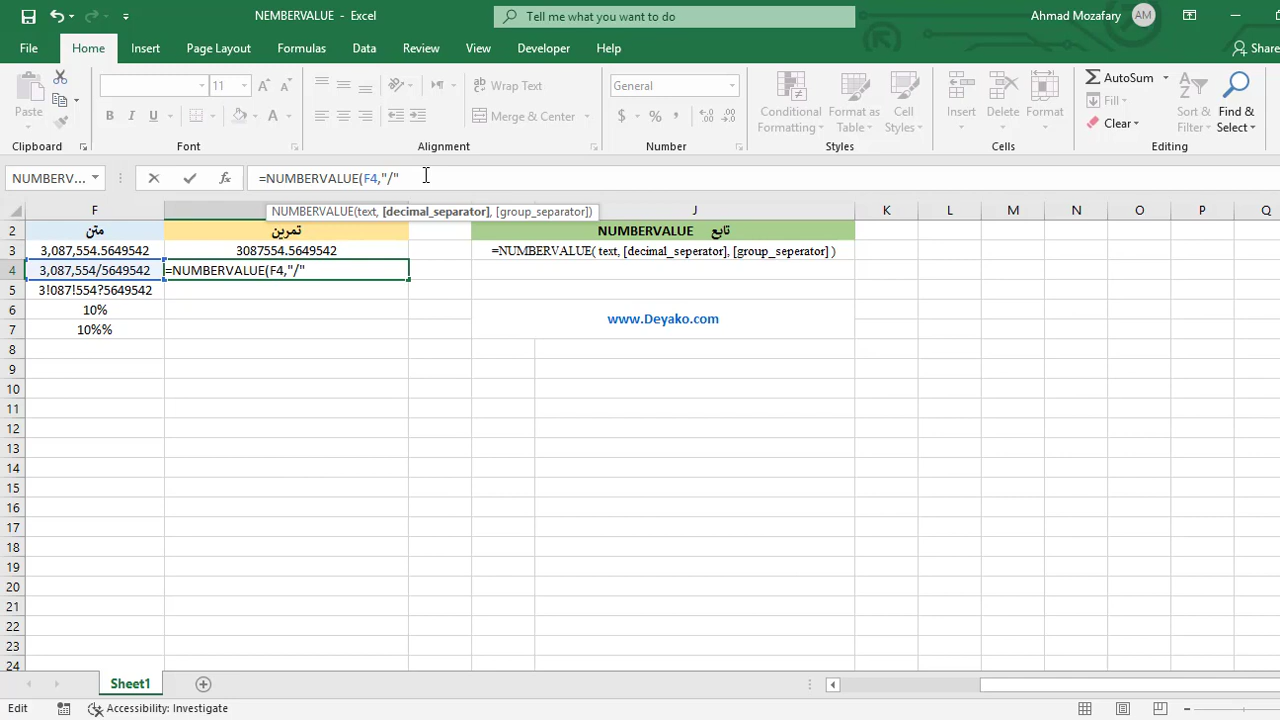 NEMBERVALUE - Excel
Tell me what you want to do
Ahmad Mozafary AM
File Home Insert Page Layout Formulas Data Review View Developer Help Share
Paste
11
Wrap Text
Merge & Center
General
Conditional Formatting
Format as Table
Cell Styles
Insert
Delete
Format
AutoSum
Fill
Clear
Sort & Filter
Find & Select
Clipboard Font Alignment Number Styles Cells Editing
NUMBERV... fx =NUMBERVALUE(F4,"/"
NUMBERVALUE(text, [decimal_separator], [group_separator])
F J K L M N O P Q
2 متن تمرین تابع NUMBERVALUE
3 3,087,554.5649542 3087554.5649542 =NUMBERVALUE( text, [decimal_seperator], [group_seperator] )
4 3,087,554/5649542 =NUMBERVALUE(F4,"/"
5 3!087!554?5649542
6 10%
www.Deyako.com
7 10%%
8
9
10
11
12
13
14
15
16
17
18
19
20
21
22
23
24
Sheet1
Edit Accessibility: Investigate